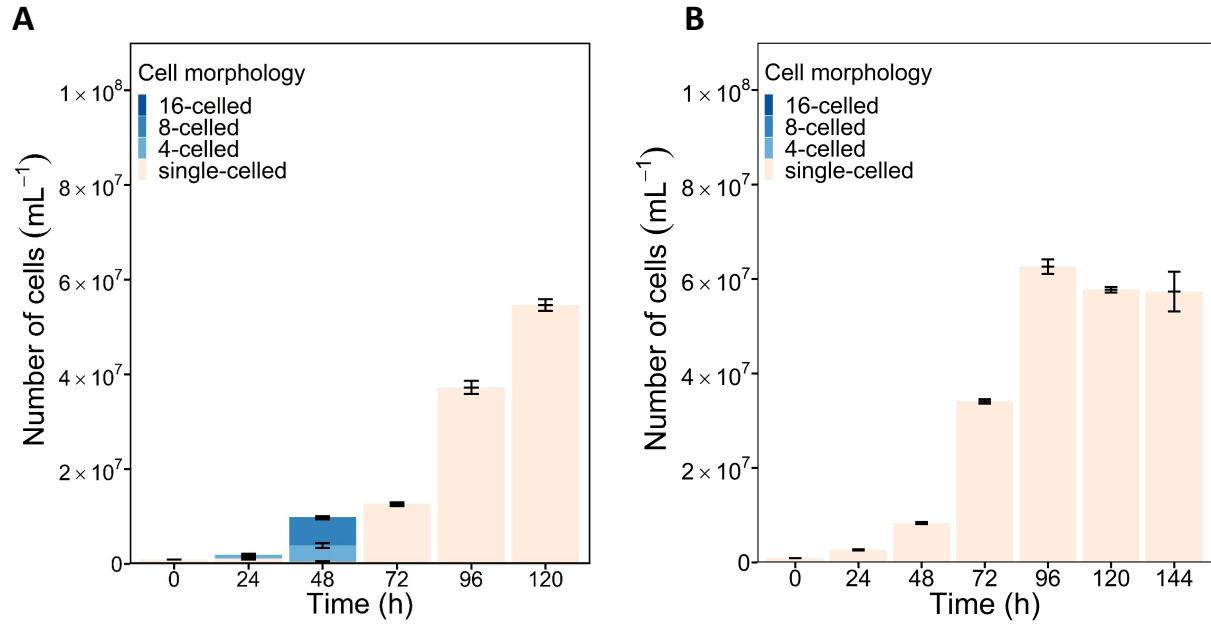 A
Cell morphology
16-celled
8-celled
4-celled
single-celled
1 × 10⁸
8 × 10⁷
6 × 10⁷
4 × 10⁷
2 × 10⁷
0
Number of cells (mL⁻¹)
0 24 48 72 96 120
Time (h)
B
Cell morphology
16-celled
8-celled
4-celled
single-celled
1 × 10⁸
8 × 10⁷
6 × 10⁷
4 × 10⁷
2 × 10⁷
0
Number of cells (mL⁻¹)
0 24 48 72 96 120 144
Time (h)